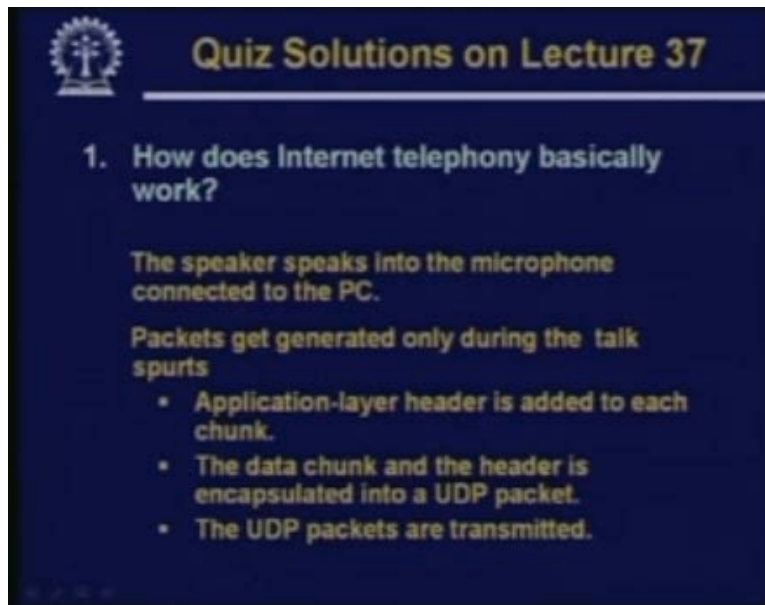 Quiz Solutions on Lecture 37
1. How does Internet telephony basically
work?
The speaker speaks into the microphone
connected to the PC.
Packets get generated only during the talk
spurts
▪ Application-layer header is added to each
chunk.
▪ The data chunk and the header is
encapsulated into a UDP packet.
▪ The UDP packets are transmitted.